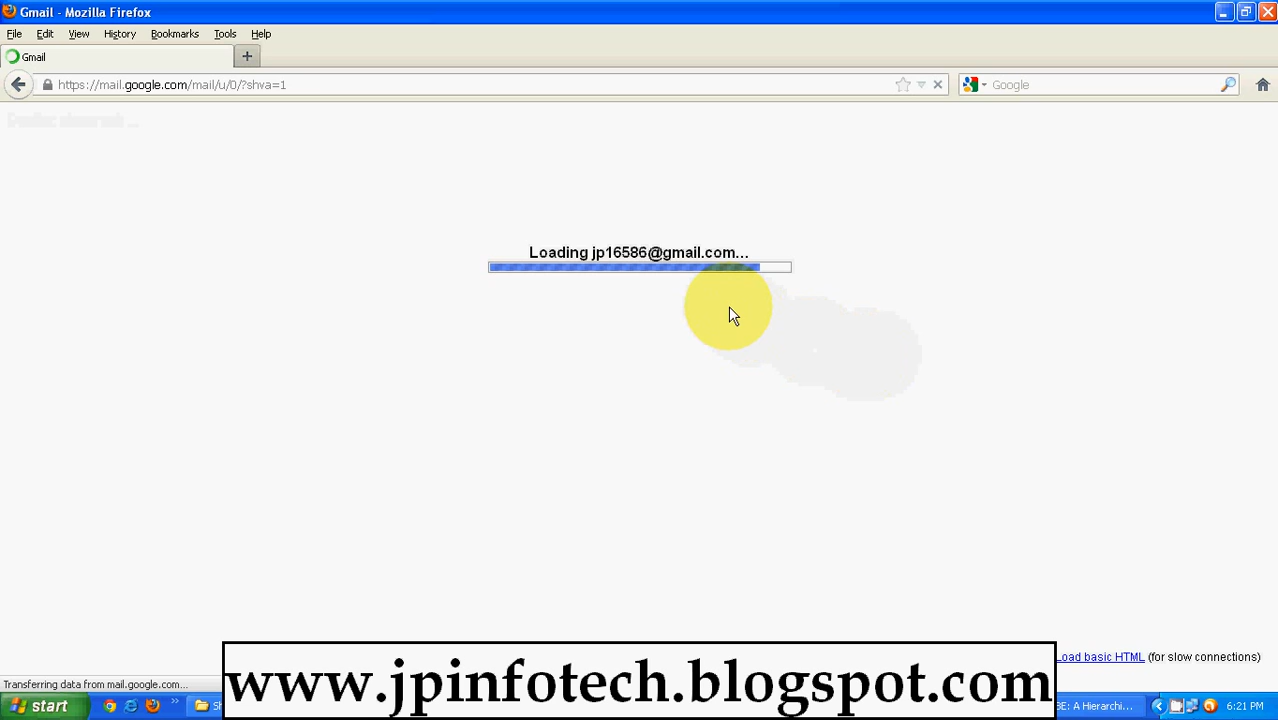 Gmail - Mozilla Firefox
File Edit View History Bookmarks Tools Help
Gmail
https://mail.google.com/mail/u/0/?shva=1
Google
Loading jp16586@gmail.com...
Load basic HTML (for slow connections)
Transferring data from mail.google.com...
www.jpinfotech.blogspot.com
start
BE: A Hierarchi...
6:21 PM